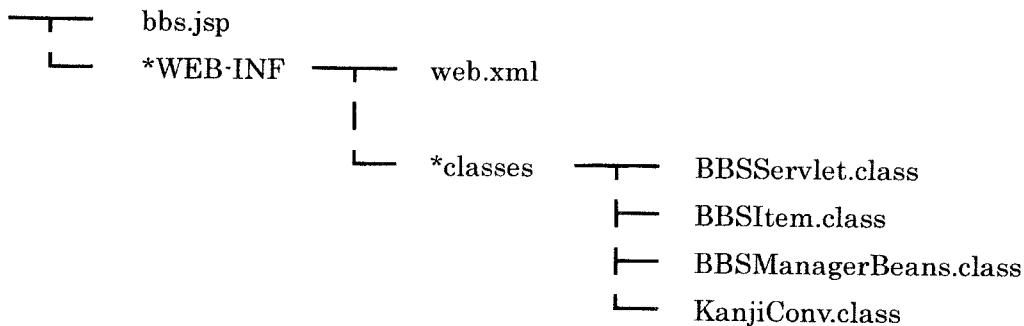 bbs.jsp
*WEB-INF
web.xml
*classes
BBSServlet.class
BBSItem.class
BBSManagerBeans.class
KanjiConv.class